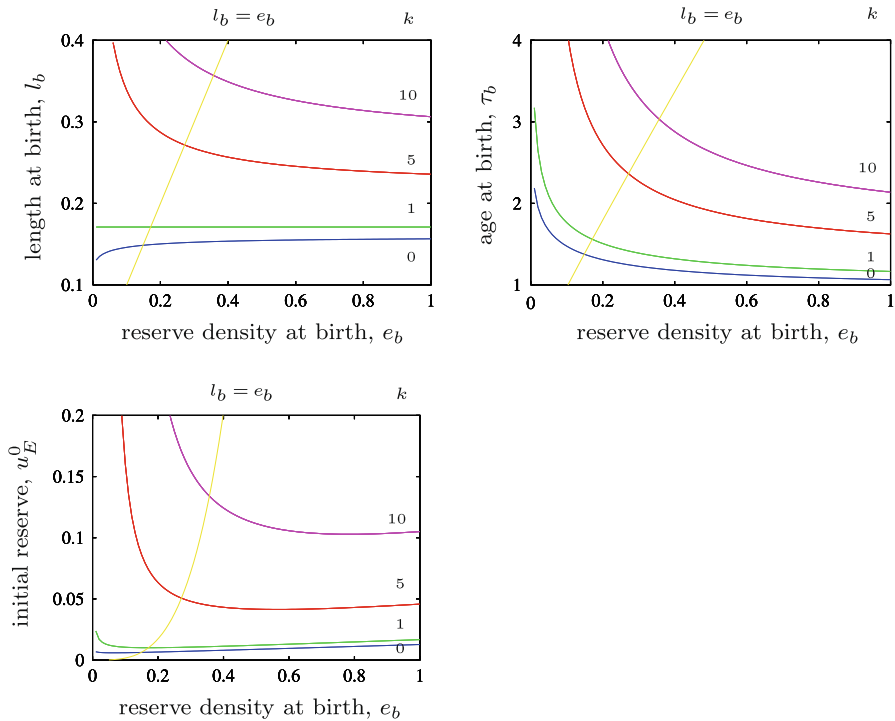 l_b = e_b k
0.4
0.3
0.2
0.1
0 0.2 0.4 0.6 0.8 1
length at birth, l_b
reserve density at birth, e_b
10
5
1
0
l_b = e_b k
4
3
2
1
0 0.2 0.4 0.6 0.8 1
age at birth, τ_b
reserve density at birth, e_b
10
5
1
0
l_b = e_b k
0.2
0.15
0.1
0.05
0
0 0.2 0.4 0.6 0.8 1
initial reserve, u_E^0
reserve density at birth, e_b
10
5
1
0